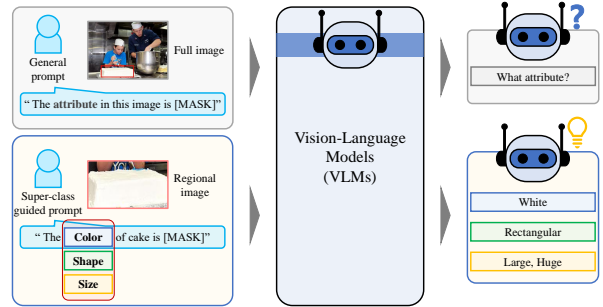 General
prompt
Full image
“ The attribute in this image is [MASK]”
Super-class
guided prompt
Regional
image
“ The Color of cake is [MASK]”
Shape
Size
Vision-Language
Models
(VLMs)
?
What attribute?
White
Rectangular
Large, Huge